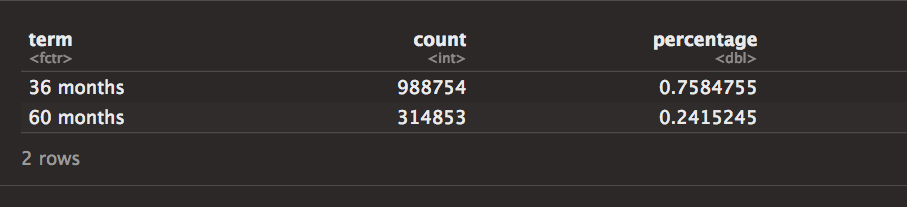 term count percentage
<fctr> <int> <dbl>
36 months 988754 0.7584755
60 months 314853 0.2415245
2 rows